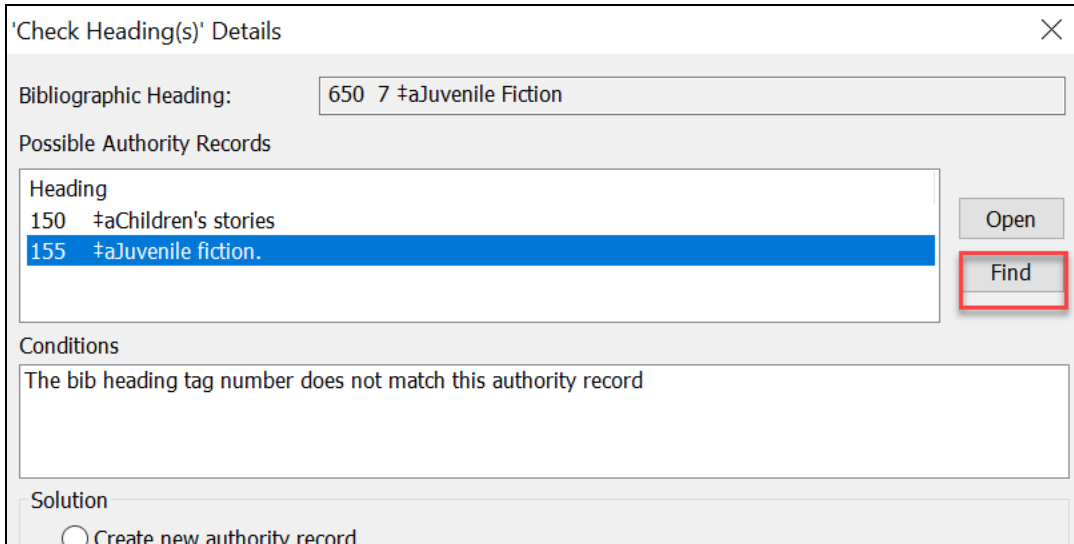 'Check Heading(s)' Details
Bibliographic Heading: 650 7 ‡aJuvenile Fiction
Possible Authority Records
Heading
150 ‡aChildren's stories
155 ‡aJuvenile fiction.
Open
Find
Conditions
The bib heading tag number does not match this authority record
Solution
Create new authority record